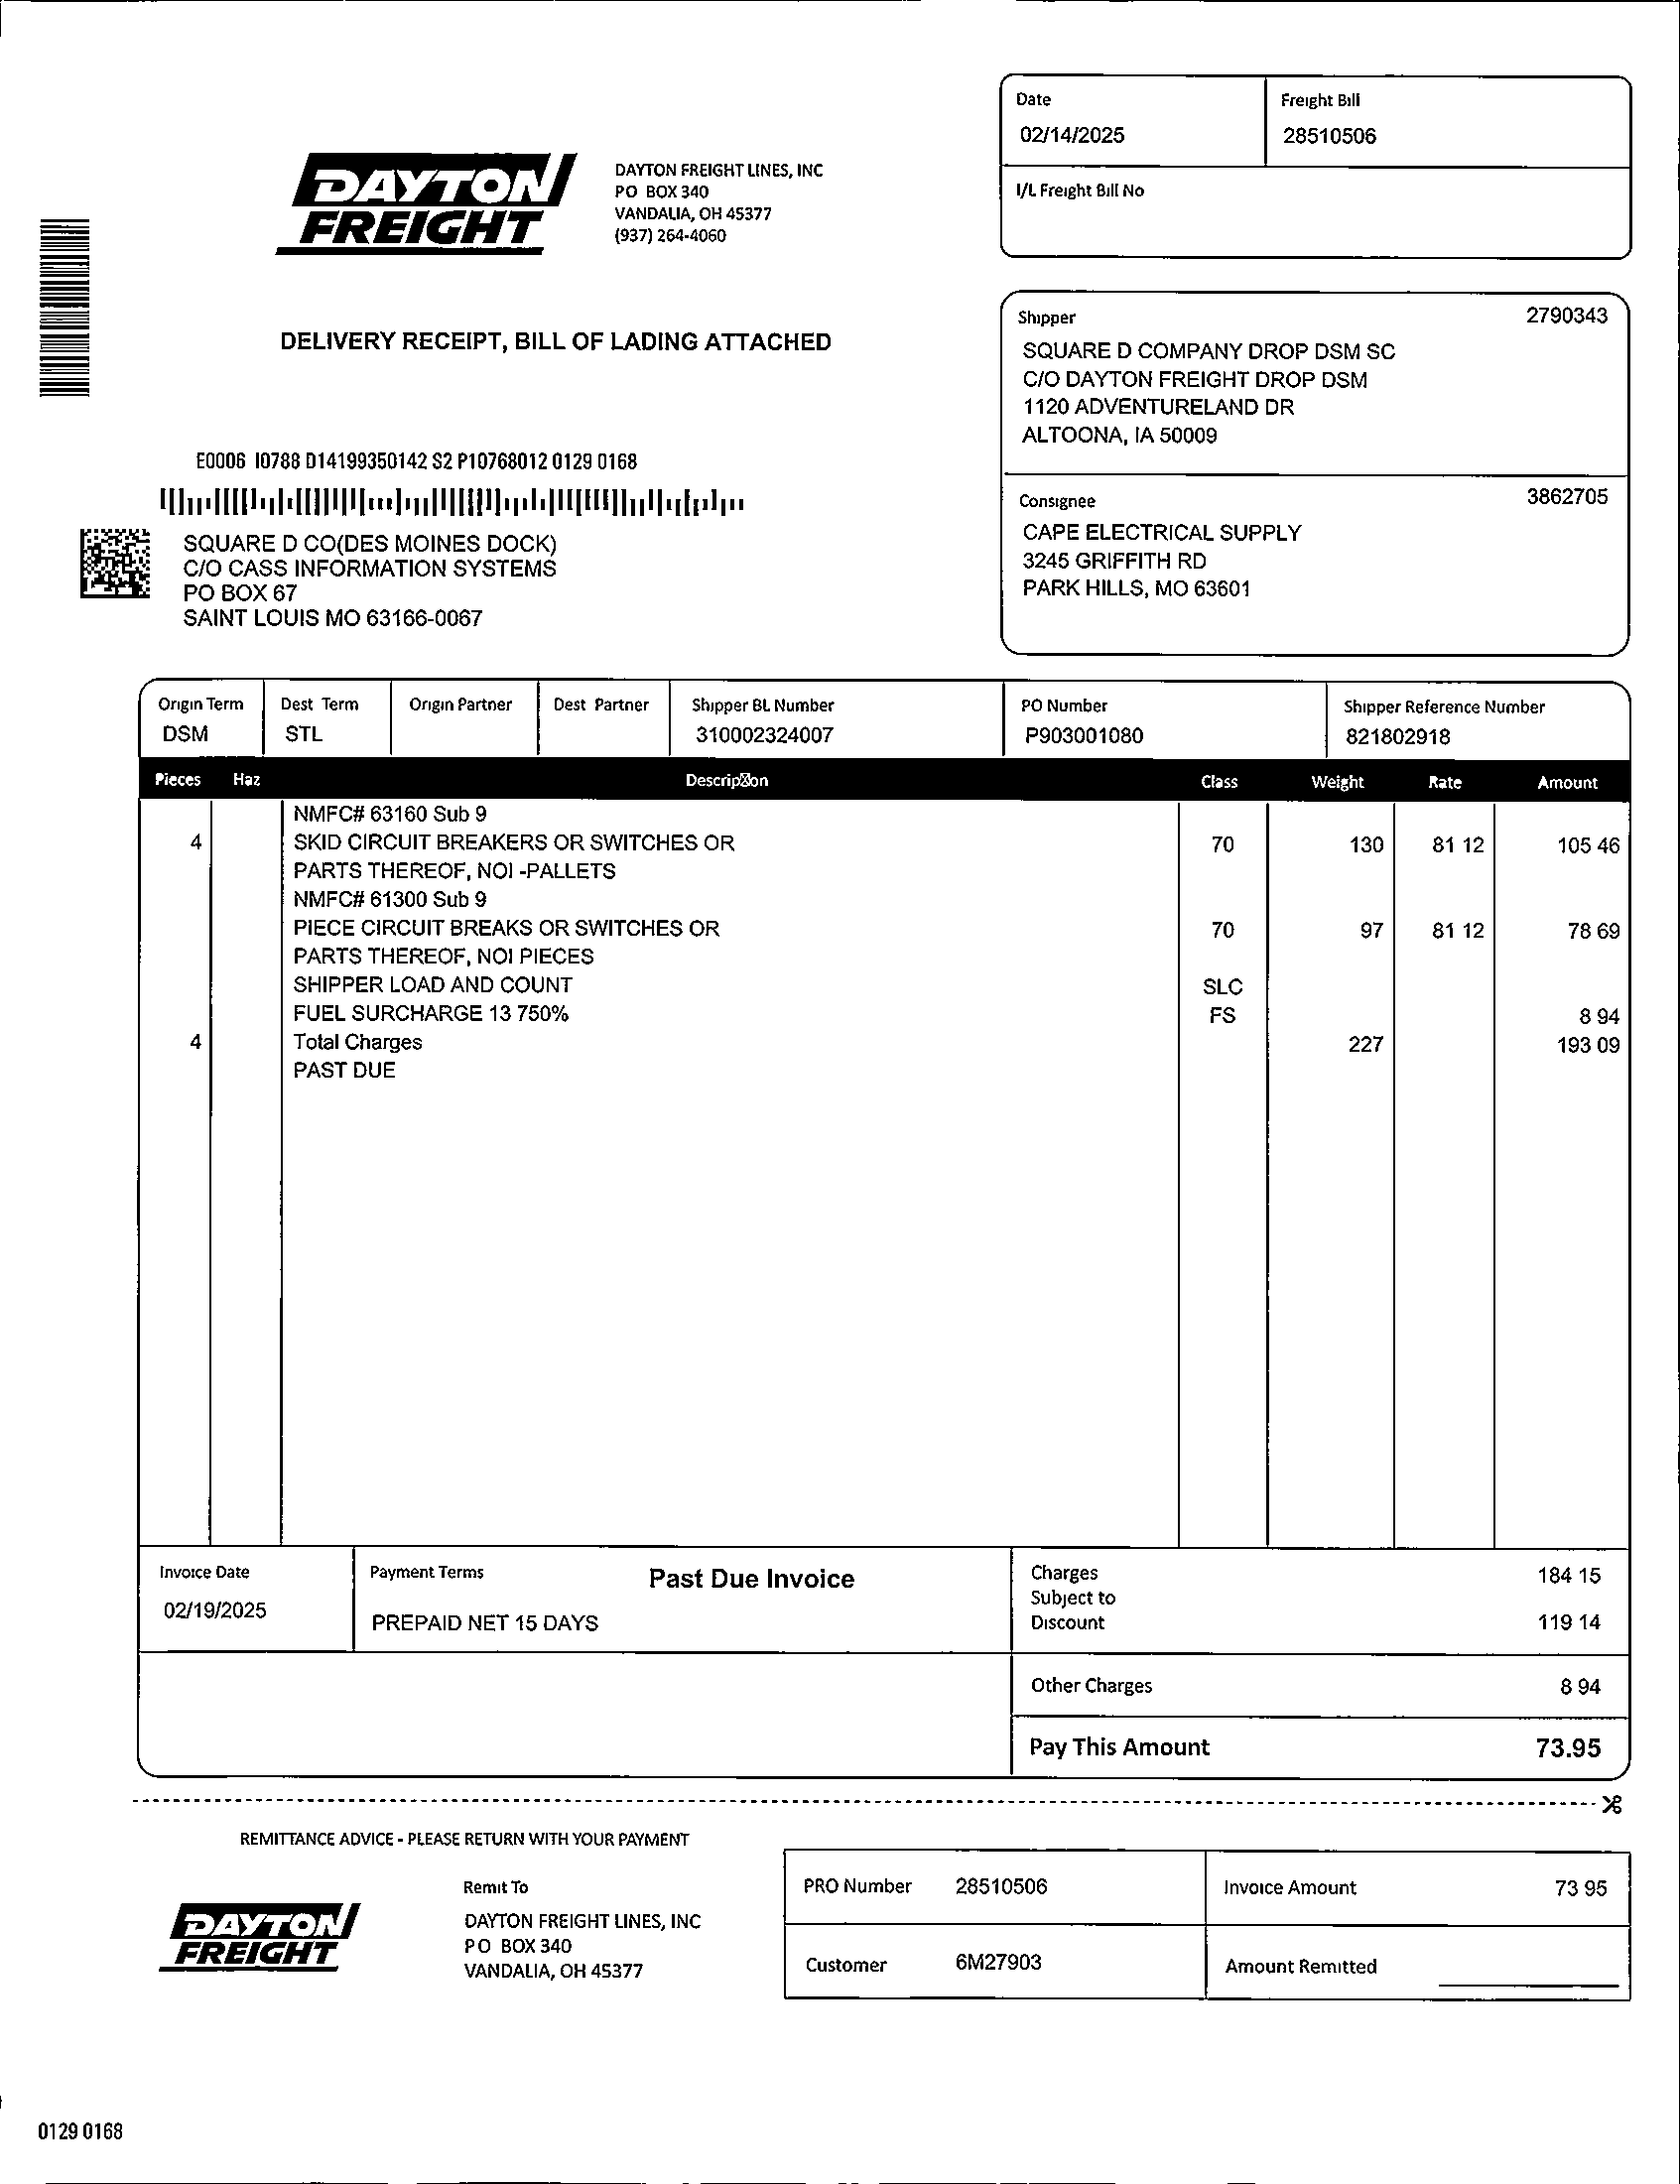 Date
02/14/2025
Freight Bill
28510506
I/L Freight Bill No
DAYTON
FREIGHT
DAYTON FREIGHT LINES, INC
PO BOX 340
VANDALIA, OH 45377
(937) 264-4060
DELIVERY RECEIPT, BILL OF LADING ATTACHED
Shipper 2790343
SQUARE D COMPANY DROP DSM SC
C/O DAYTON FREIGHT DROP DSM
1120 ADVENTURELAND DR
ALTOONA, IA 50009
Consignee 3862705
CAPE ELECTRICAL SUPPLY
3245 GRIFFITH RD
PARK HILLS, MO 63601
E0006 I0788 D14199350142 S2 P10768012 0129 0168
SQUARE D CO(DES MOINES DOCK)
C/O CASS INFORMATION SYSTEMS
PO BOX 67
SAINT LOUIS MO 63166-0067
Origin Term Dest Term Origin Partner Dest Partner Shipper BL Number PO Number Shipper Reference Number
DSM STL 310002324007 P903001080 821802918
Pieces Haz Description Class Weight Rate Amount
NMFC# 63160 Sub 9
4 SKID CIRCUIT BREAKERS OR SWITCHES OR 70 130 81 12 105 46
PARTS THEREOF, NOI -PALLETS
NMFC# 61300 Sub 9
PIECE CIRCUIT BREAKS OR SWITCHES OR 70 97 81 12 78 69
PARTS THEREOF, NOI PIECES
SHIPPER LOAD AND COUNT SLC
FUEL SURCHARGE 13 750% FS 8 94
4 Total Charges 227 193 09
PAST DUE
Invoice Date
02/19/2025
Payment Terms
PREPAID NET 15 DAYS
Past Due Invoice
Charges 184 15
Subject to
Discount 119 14
Other Charges 8 94
Pay This Amount 73.95
REMITTANCE ADVICE - PLEASE RETURN WITH YOUR PAYMENT
DAYTON
FREIGHT
Remit To
DAYTON FREIGHT LINES, INC
PO BOX 340
VANDALIA, OH 45377
PRO Number 28510506 Invoice Amount 73 95
Customer 6M27903 Amount Remitted
0129 0168